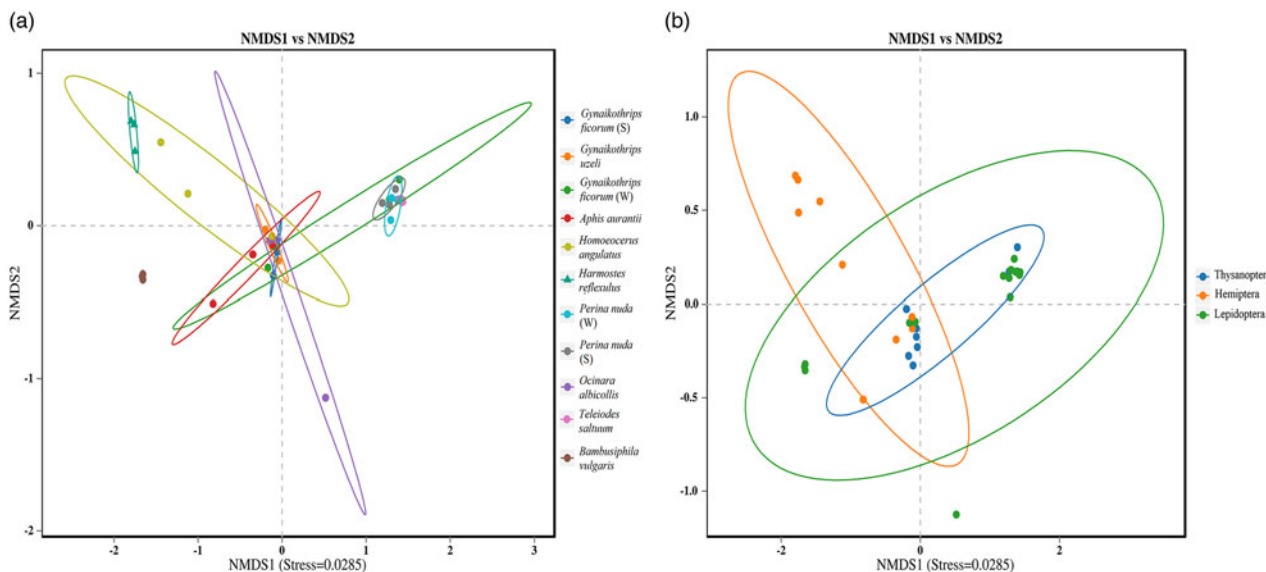 (a)
NMDS1 vs NMDS2
NMDS2
1
0
-1
-2
-2
-1
0
1
2
3
NMDS1 (Stress=0.0285)
Gynaikothrips
ficorum (S)
Gynaikothrips
uzeli
Gynaikothrips
ficorum (W)
Aphis aurantii
Homoeocerus
angulatus
Harmostes
reflexulus
Perina nuda
(W)
Perina nuda
(S)
Ocinara
albicollis
Teleiodes
saltuum
Bambusiphila
vulgaris
(b)
NMDS1 vs NMDS2
NMDS2
1.0
0.5
0.0
-0.5
-1.0
-2
0
2
NMDS1 (Stress=0.0285)
Thysanopter
Hemiptera
Lepidoptera